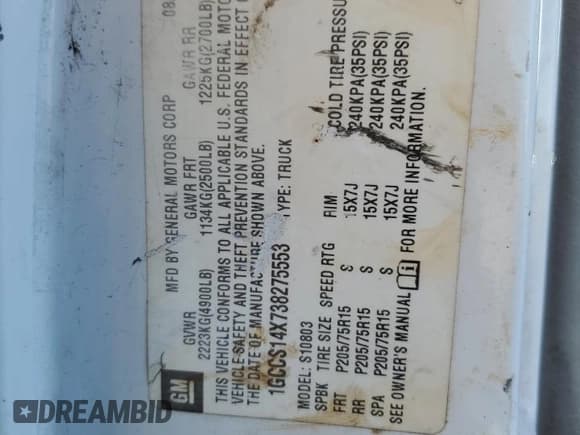 MFD BY GENERAL MOTORS CORP 08
GVWR GAWR FRT GAWR RR
2223KG(4900LB) 1134KG(2500LB) 1225KG(2700LB)
THIS VEHICLE CONFORMS TO ALL APPLICABLE U.S. FEDERAL MOTO
VEHICLE SAFETY AND THEFT PREVENTION STANDARDS IN EFFECT O
THE DATE OF MANUFACTURE SHOWN ABOVE.
1GCCS14X738275553 TYPE: TRUCK
MODEL: S10803
SPBK TIRE SIZE SPEED RTG RIM COLD TIRE PRESSU
FRT P205/75R15 S 15X7J 240KPA(35PSI)
RR P205/75R15 S 15X7J 240KPA(35PSI)
SPA P205/75R15 S 15X7J 240KPA(35PSI)
SEE OWNER'S MANUAL FOR MORE INFORMATION.
GM
DREAMBID